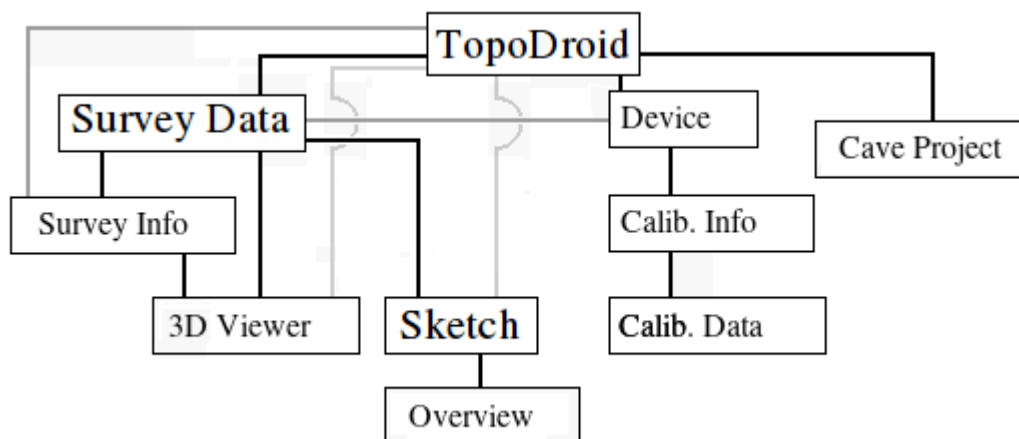 TopoDroid
Survey Data
Device
Cave Project
Survey Info
Calib. Info
3D Viewer
Sketch
Calib. Data
Overview